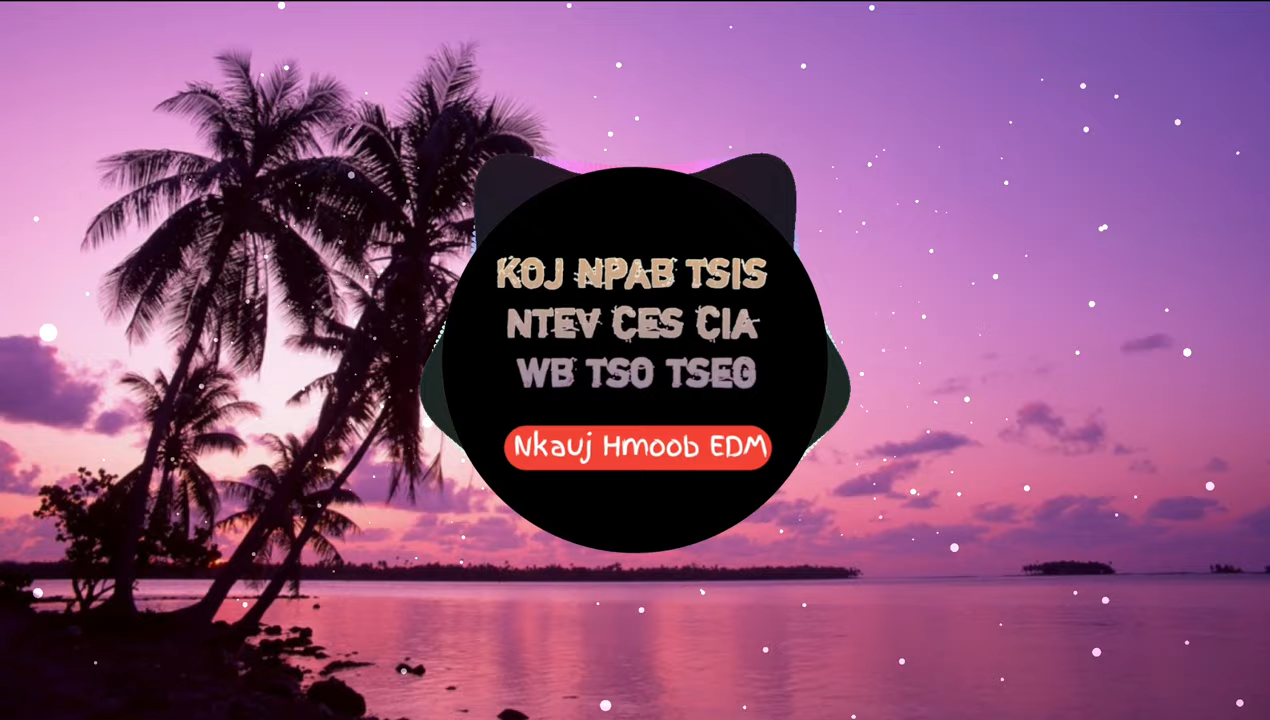 KOJ NPAB TSIS
NTEV CES CIA
WB TSO TSEG
Nkauj Hmoob EDM